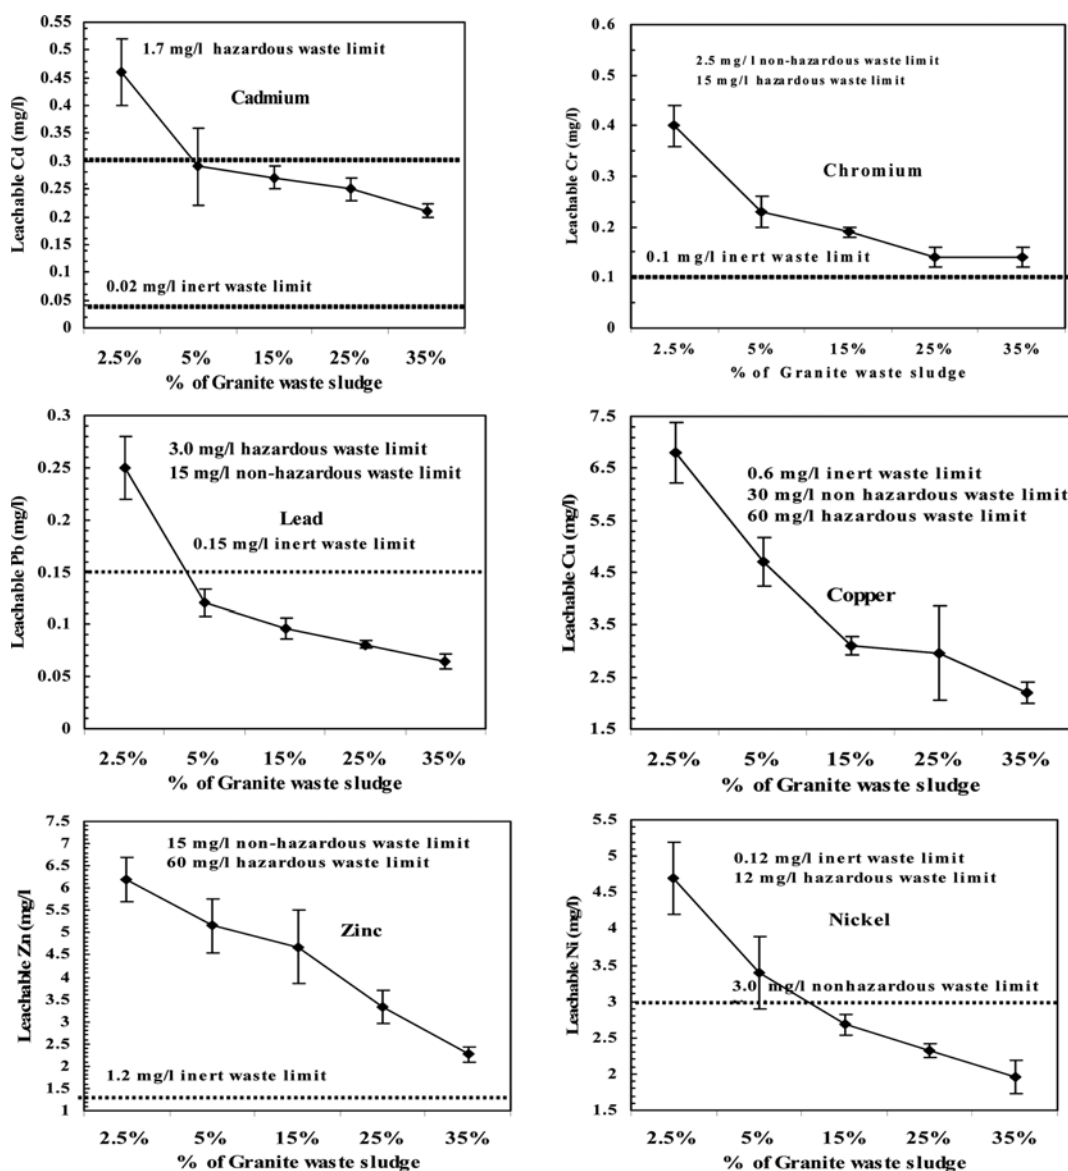 0.55
0.5
0.45
0.4
0.35
0.3
0.25
0.2
0.15
0.1
0.05
0
Leachable Cd (mg/l)
1.7 mg/l hazardous waste limit
Cadmium
0.02 mg/l inert waste limit
2.5% 5% 15% 25% 35%
% of Granite waste sludge
0.6
0.5
0.4
0.3
0.2
0.1
0
Leachable Cr (mg/l)
2.5 mg/l non-hazardous waste limit
15 mg/l hazardous waste limit
Chromium
0.1 mg/l inert waste limit
2.5% 5% 15% 25% 35%
% of Granite waste sludge
0.3
0.25
0.2
0.15
0.1
0.05
0
Leachable Pb (mg/l)
3.0 mg/l hazardous waste limit
15 mg/l non-hazardous waste limit
Lead
0.15 mg/l inert waste limit
2.5% 5% 15% 25% 35%
% of Granite waste sludge
7.5
6.5
5.5
4.5
3.5
2.5
1.5
Leachable Cu (mg/l)
0.6 mg/l inert waste limit
30 mg/l non hazardous waste limit
60 mg/l hazardous waste limit
Copper
2.5% 5% 15% 25% 35%
% of Granite waste sludge
7.5
7
6.5
6
5.5
5
4.5
4
3.5
3
2.5
2
1.5
1
Leachable Zn (mg/l
15 mg/l non-hazardous waste limit
60 mg/l hazardous waste limit
Zinc
1.2 mg/l inert waste limit
2.5% 5% 15% 25% 35%
% of Granite waste sludge
5.5
5
4.5
4
3.5
3
2.5
2
1.5
Leachable Ni (mg/l)
0.12 mg/l inert waste limit
12 mg/l hazardous waste limit
Nickel
3.0 mg/l nonhazardous waste limit
2.5% 5% 15% 25% 35%
% of Granite waste sludge